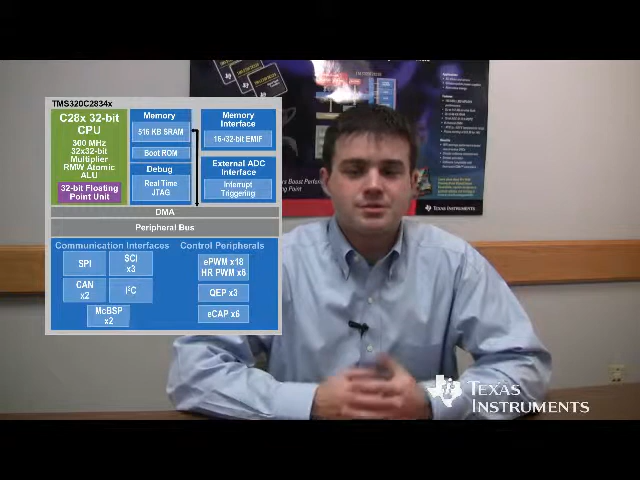 TMS320C2834x
C28x 32-bit
CPU
300 MHz
32x32-bit
Multiplier
RMW Atomic
ALU
32-bit Floating
Point Unit
Memory
516 KB SRAM
Boot ROM
Debug
Real Time
JTAG
Memory
Interface
16-/32-bit EMIF
External ADC
Interface
Interrupt
Triggering
DMA
Peripheral Bus
Communication Interfaces
SPI
SCI
x3
CAN
x2
I²C
McBSP
x2
Control Peripherals
ePWM x18
HR PWM x6
QEP x3
eCAP x6
TEXAS INSTRUMENTS
TEXAS
INSTRUMENTS